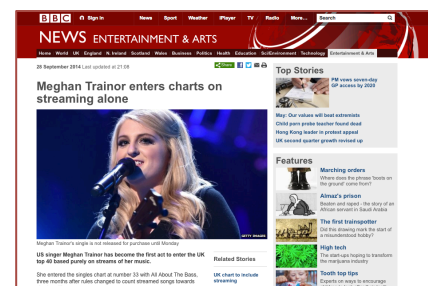 BBC Sign in News Sport Weather iPlayer TV Radio More... Search
NEWS ENTERTAINMENT & ARTS
Home World UK England N. Ireland Scotland Wales Business Politics Health Education Sci/Environment Technology Entertainment & Arts
28 September 2014 Last updated at 21:08
Share
Meghan Trainor enters charts on
streaming alone
GETTY IMAGES
Meghan Trainor's single is not released for purchase until Monday
US singer Meghan Trainor has become the first act to enter the UK
top 40 based purely on streams of her music.
She entered the singles chart at number 33 with All About The Bass,
three months after rules changed to count streamed songs towards
Related Stories
UK chart to include
streaming
Top Stories
PM vows seven-day
GP access by 2020
May: Our values will beat extremists
Child porn probe teacher found dead
Hong Kong leader in protest appeal
UK second quarter growth revised up
Features
Marching orders
Where does the phrase 'boots on
the ground' come from?
Almaz's prison
Beaten and raped - the story of an
African servant in Saudi Arabia
The first trainspotter
Did this drawing mark the start of
a misunderstood hobby?
High tech
The start-ups hoping to transform
the marijuana industry
Tooth top tips
Experts on ways to encourage